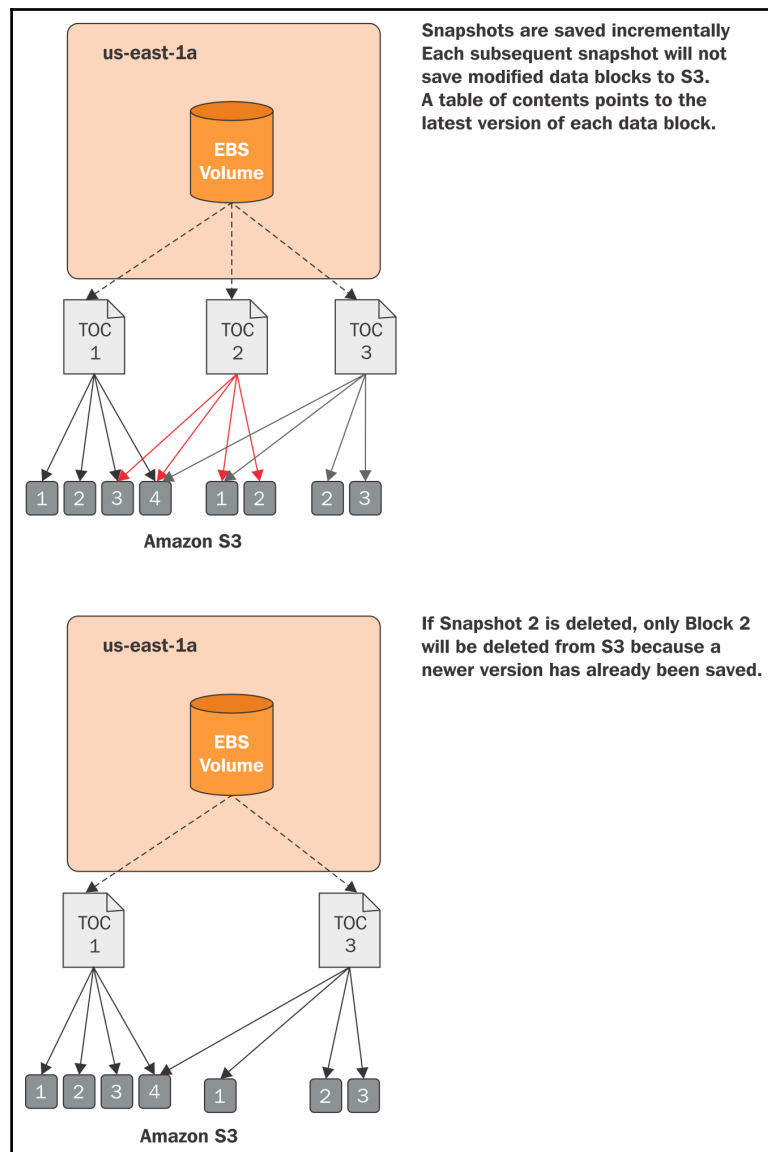 us-east-1a
EBS
Volume
Snapshots are saved incrementally
Each subsequent snapshot will not
save modified data blocks to S3.
A table of contents points to the
latest version of each data block.
TOC
1
TOC
2
TOC
3
1 2 3 4 1 2 2 3
Amazon S3
us-east-1a
EBS
Volume
If Snapshot 2 is deleted, only Block 2
will be deleted from S3 because a
newer version has already been saved.
TOC
1
TOC
3
1 2 3 4 1 2 3
Amazon S3